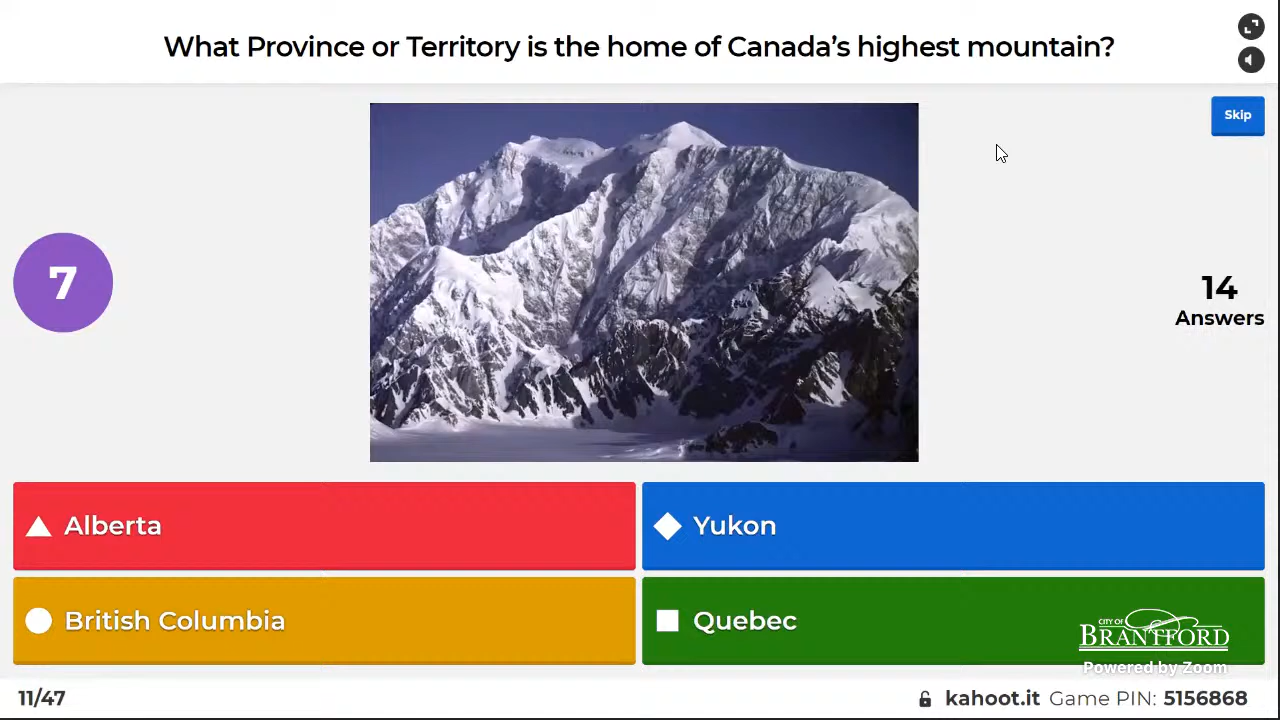 What Province or Territory is the home of Canada's highest mountain?
Skip
7
14
Answers
Alberta
Yukon
British Columbia
Quebec
CITY OF
BRANTFORD
Powered by Zoom
11/47
kahoot.it Game PIN: 5156868